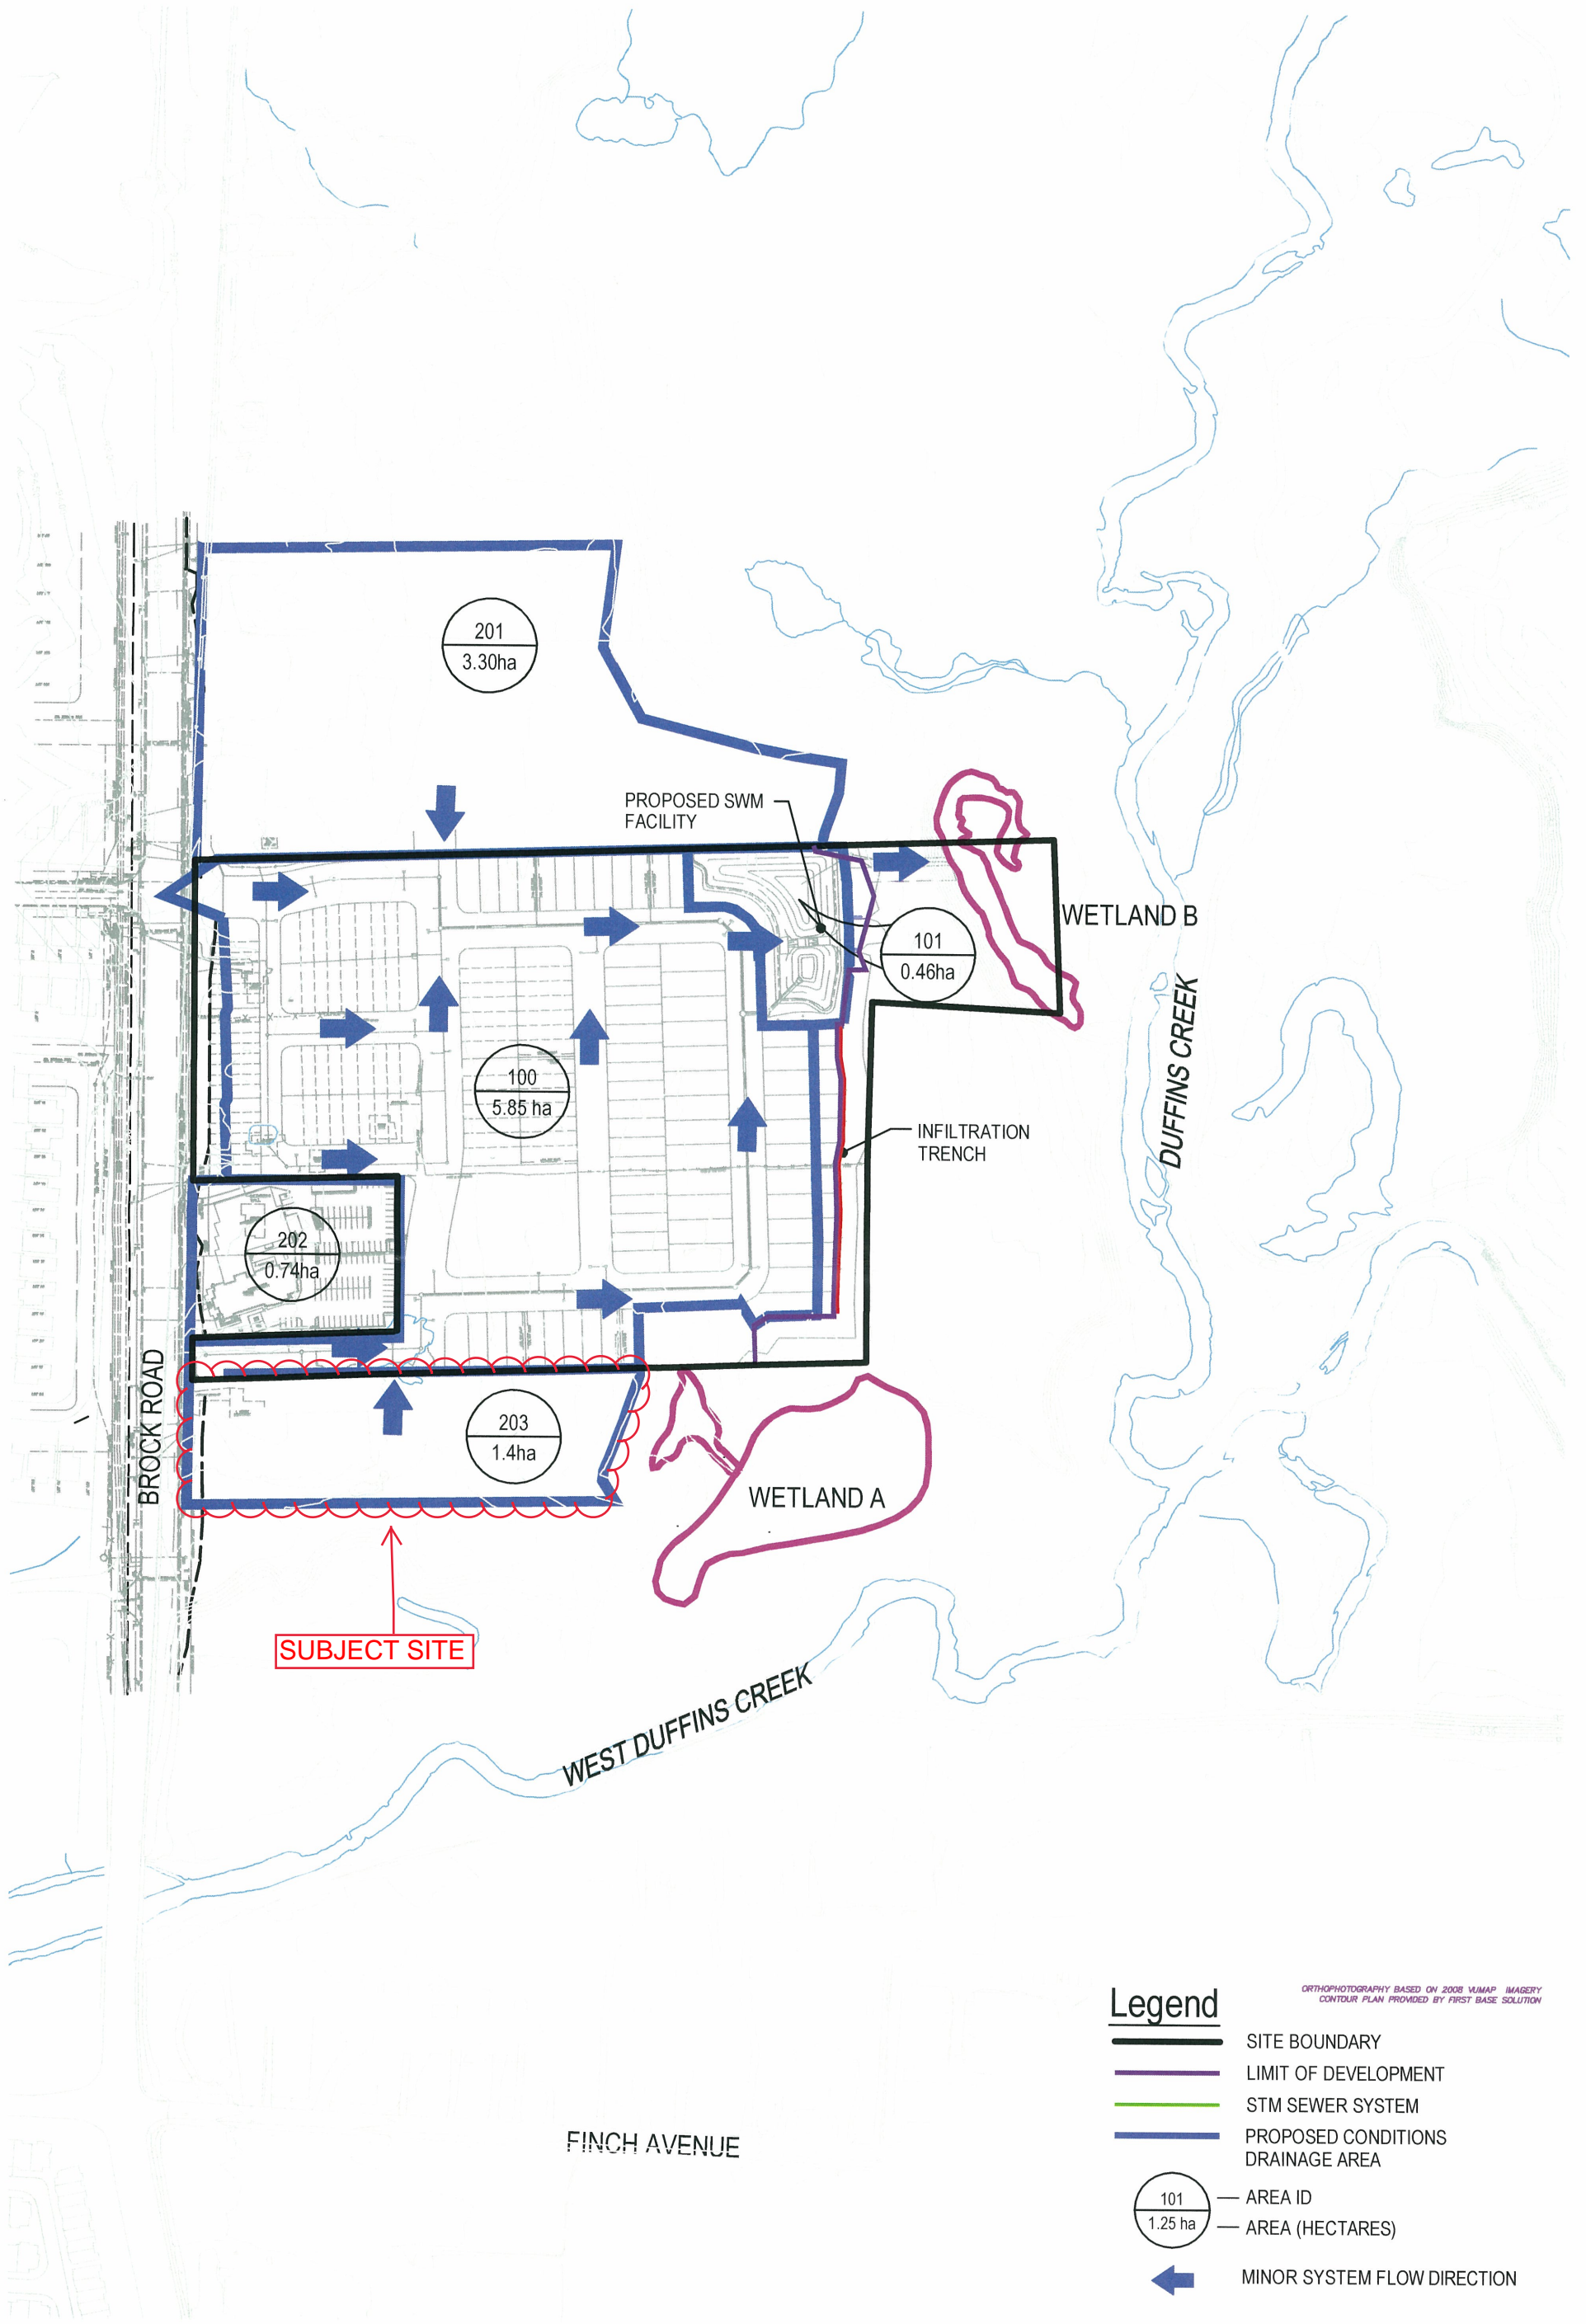 201
3.30ha
PROPOSED SWM
FACILITY
WETLAND B
101
0.46ha
DUFFINS CREEK
100
5.85 ha
INFILTRATION
TRENCH
202
0.74ha
BROCK ROAD
203
1.4ha
WETLAND A
SUBJECT SITE
WEST DUFFINS CREEK
FINCH AVENUE
Legend
ORTHOPHOTOGRAPHY BASED ON 2008 VUMAP IMAGERY
CONTOUR PLAN PROVIDED BY FIRST BASE SOLUTION
SITE BOUNDARY
LIMIT OF DEVELOPMENT
STM SEWER SYSTEM
PROPOSED CONDITIONS
DRAINAGE AREA
101
1.25 ha
AREA ID
AREA (HECTARES)
MINOR SYSTEM FLOW DIRECTION